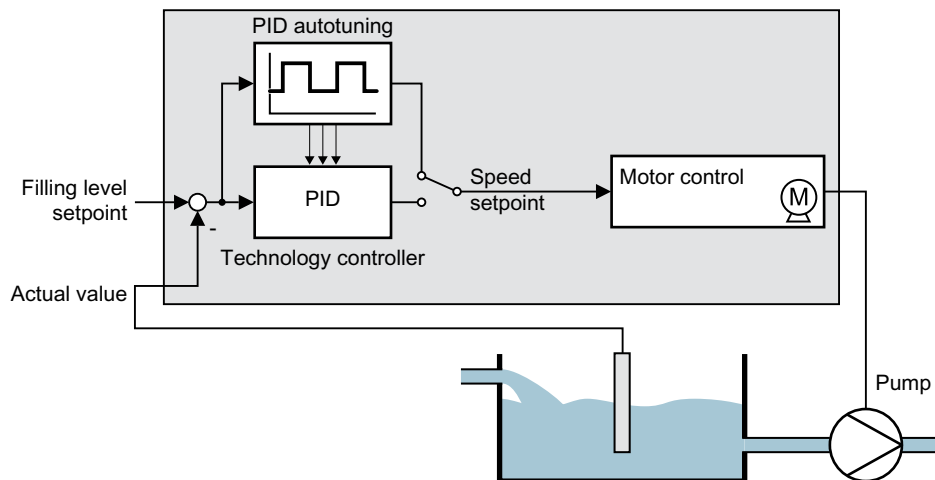 PID autotuning
Filling level
setpoint
PID
Speed
setpoint
Motor control
M
-
Technology controller
Actual value
Pump